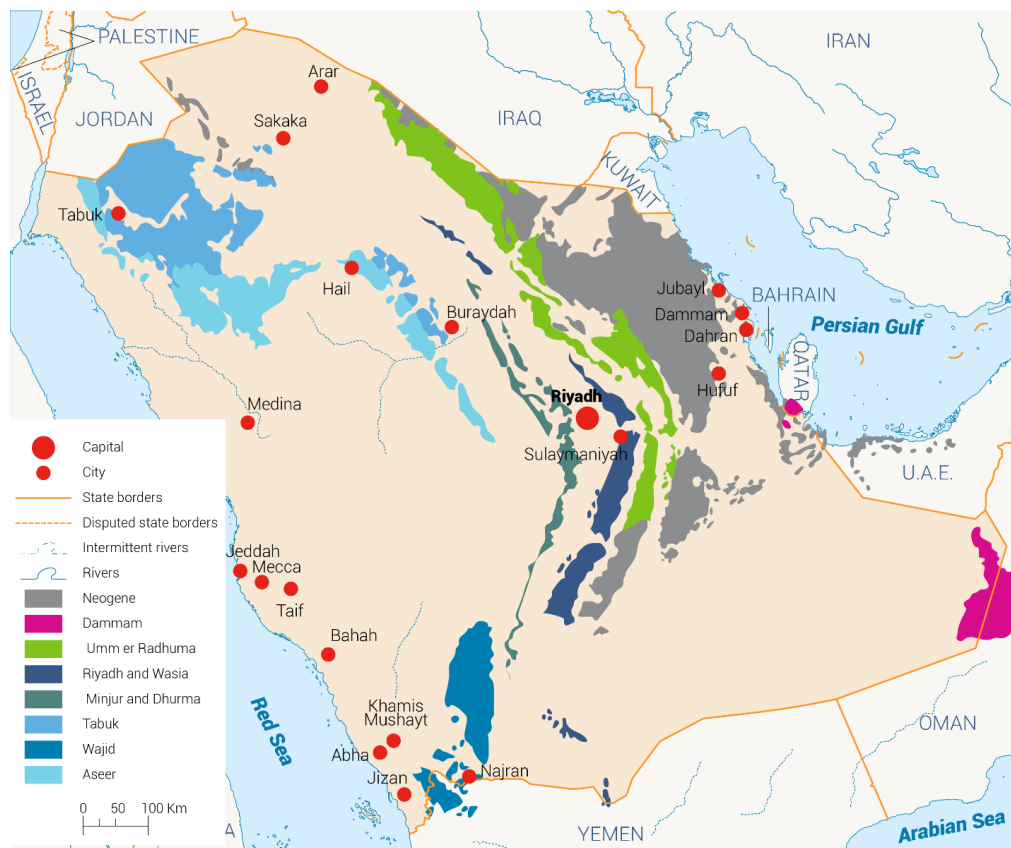 PALESTINE
ISRAEL
JORDAN
IRAQ
IRAN
KUWAIT
Arar
Sakaka
Tabuk
Hail
Buraydah
Jubayl
Dammam
Dahran
BAHRAIN
Persian Gulf
QATAR
Hufuf
Riyadh
Sulaymaniyah
Medina
U.A.E.
Jeddah
Mecca
Taif
Bahah
Khamis
Mushayt
Abha
Jizan
Najran
Red Sea
OMAN
YEMEN
Arabian Sea
A
Capital
City
State borders
Disputed state borders
Intermittent rivers
Rivers
Neogene
Dammam
Umm er Radhuma
Riyadh and Wasia
Minjur and Dhurma
Tabuk
Wajid
Aseer
0 50 100 Km